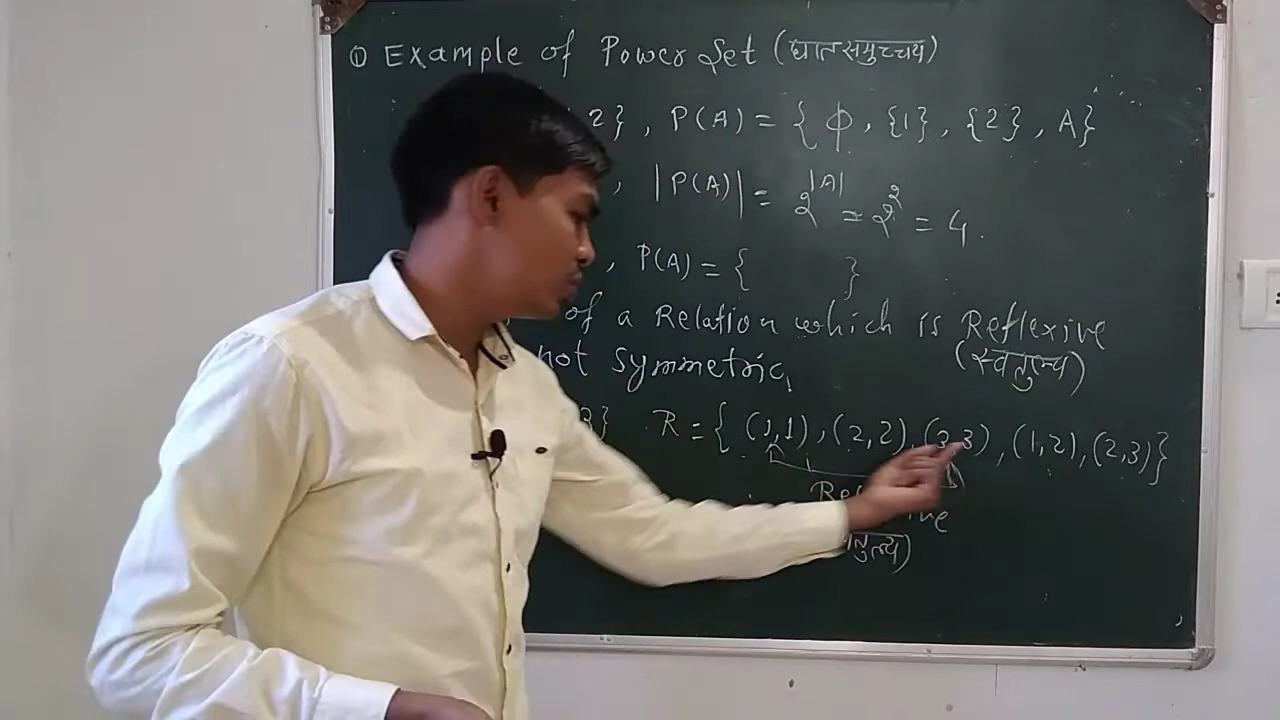 ① Example of Power Set (घातसमुच्चय)
2} , P(A) = { ϕ , {1} , {2} , A}
, |P(A)| = 2^|A| = 2^2 = 4 .
, P(A) = { }
of a Relation which is Reflexive
(स्वतुल्य)
not Symmetric,
3} R = { (1,1) , (2,2) , (3,3) , (1,2) , (2,3) }